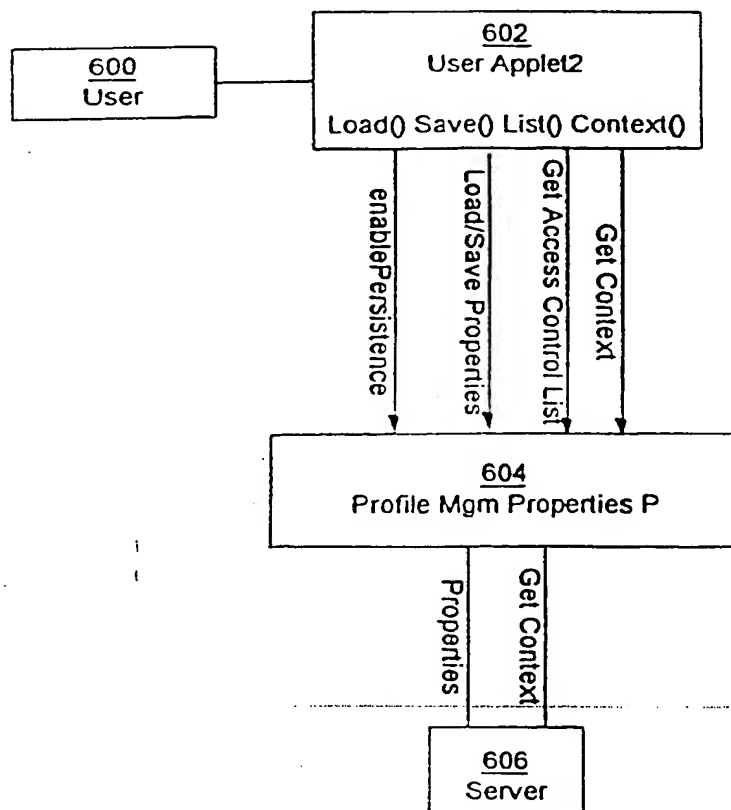 602
User Applet2
Load() Save() List() Context()
600
User
enablePersistence
Load/Save Properties
Get Access Control List
Get Context
604
Profile Mgm Properties P
Properties
Get Context
606
Server